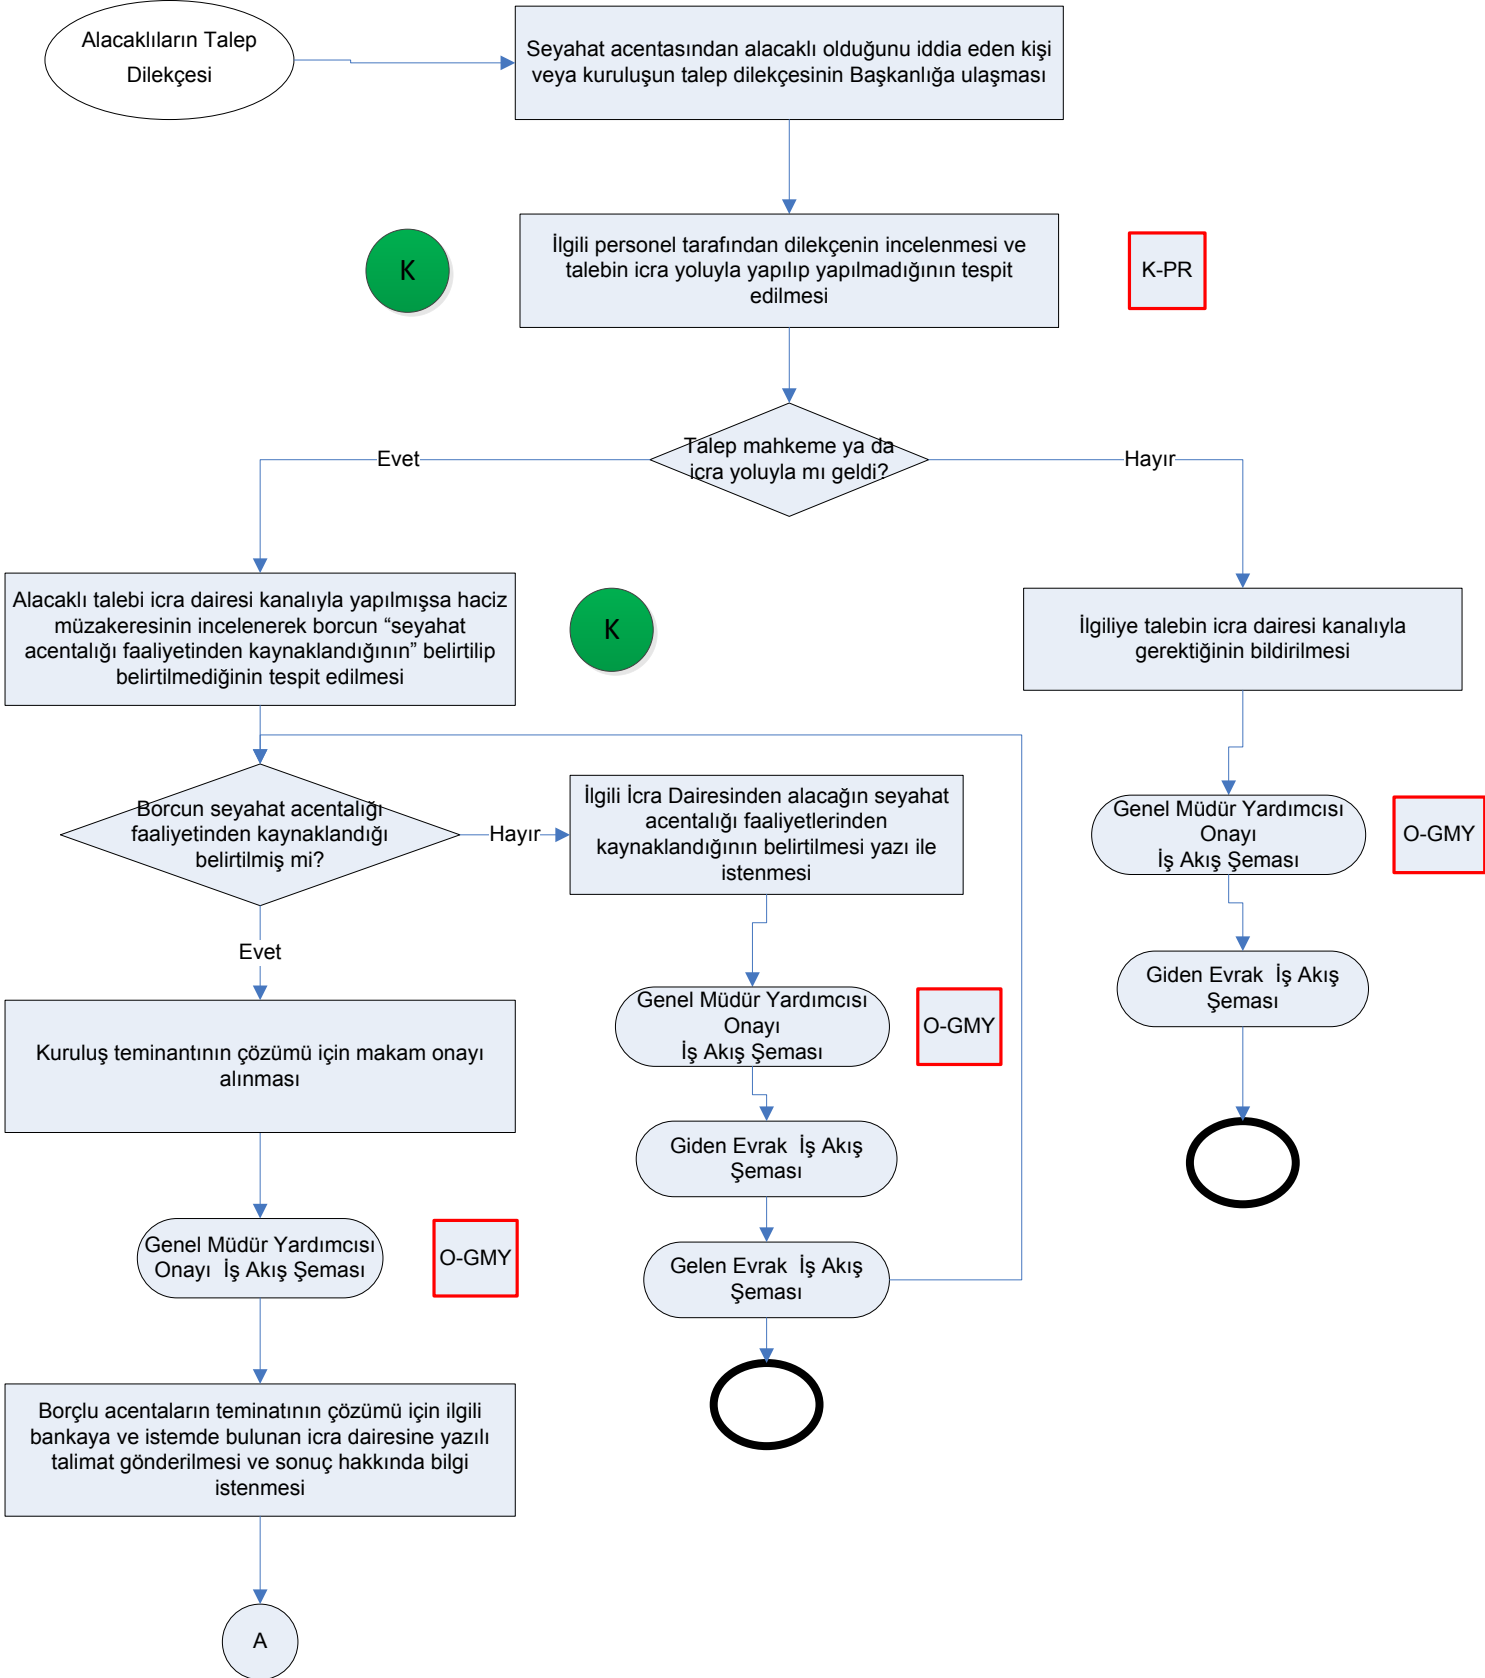 Alacaklıların Talep
Dilekçesi
Seyahat acentasından alacaklı olduğunu iddia eden kişi
veya kuruluşun talep dilekçesinin Başkanlığa ulaşması
K
İlgili personel tarafından dilekçenin incelenmesi ve
talebin icra yoluyla yapılıp yapılmadığının tespit
edilmesi
K-PR
Talep mahkeme ya da
icra yoluyla mı geldi?
Evet
Hayır
Alacaklı talebi icra dairesi kanalıyla yapılmışsa haciz
müzakeresinin incelenerek borcun “seyahat
acentalığı faaliyetinden kaynaklandığının” belirtilip
belirtilmediğinin tespit edilmesi
K
İlgiliye talebin icra dairesi kanalıyla
gerektiğinin bildirilmesi
Borcun seyahat acentalığı
faaliyetinden kaynaklandığı
belirtilmiş mi?
Hayır
İlgili İcra Dairesinden alacağın seyahat
acentalığı faaliyetlerinden
kaynaklandığının belirtilmesi yazı ile
istenmesi
Genel Müdür Yardımcısı
Onayı
İş Akış Şeması
O-GMY
Evet
Giden Evrak  İş Akış
Şeması
Kuruluş teminantının çözümü için makam onayı
alınması
Genel Müdür Yardımcısı
Onayı
İş Akış Şeması
O-GMY
Giden Evrak  İş Akış
Şeması
Genel Müdür Yardımcısı
Onayı  İş Akış Şeması
O-GMY
Gelen Evrak  İş Akış
Şeması
Borçlu acentaların teminatının çözümü için ilgili
bankaya ve istemde bulunan icra dairesine yazılı
talimat gönderilmesi ve sonuç hakkında bilgi
istenmesi
A